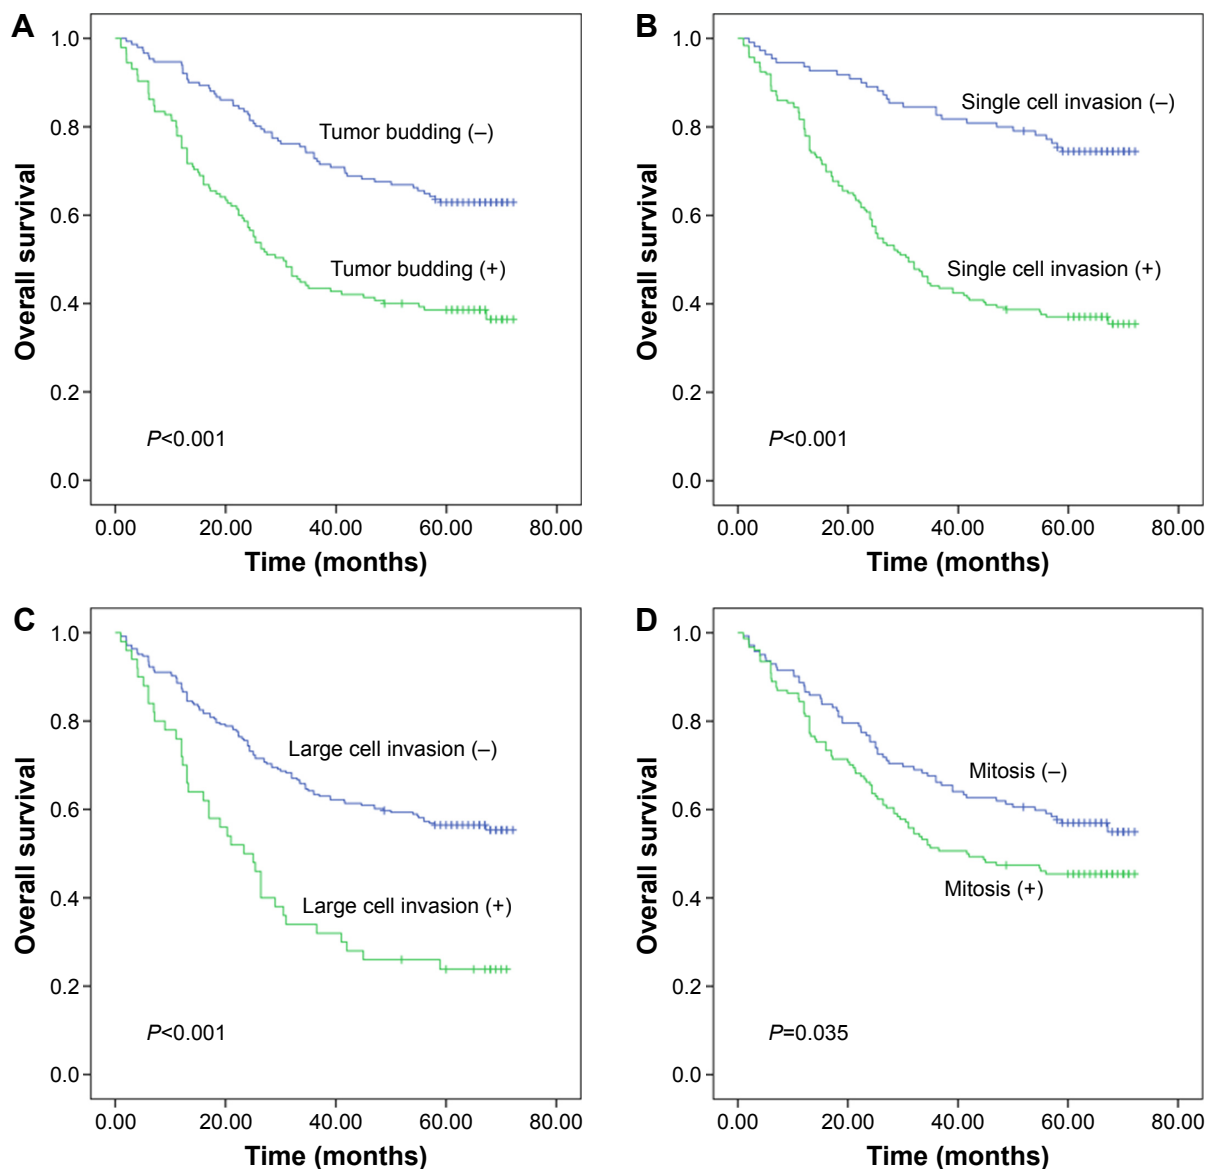 A
Overall survival
1.0
0.8
0.6
0.4
0.2
0.0
Tumor budding (–)
Tumor budding (+)
P<0.001
0.00 20.00 40.00 60.00 80.00
Time (months)
B
Overall survival
1.0
0.8
0.6
0.4
0.2
0.0
Single cell invasion (–)
Single cell invasion (+)
P<0.001
0.00 20.00 40.00 60.00 80.00
Time (months)
C
Overall survival
1.0
0.8
0.6
0.4
0.2
0.0
Large cell invasion (–)
Large cell invasion (+)
P<0.001
0.00 20.00 40.00 60.00 80.00
Time (months)
D
Overall survival
1.0
0.8
0.6
0.4
0.2
0.0
Mitosis (–)
Mitosis (+)
P=0.035
0.00 20.00 40.00 60.00 80.00
Time (months)